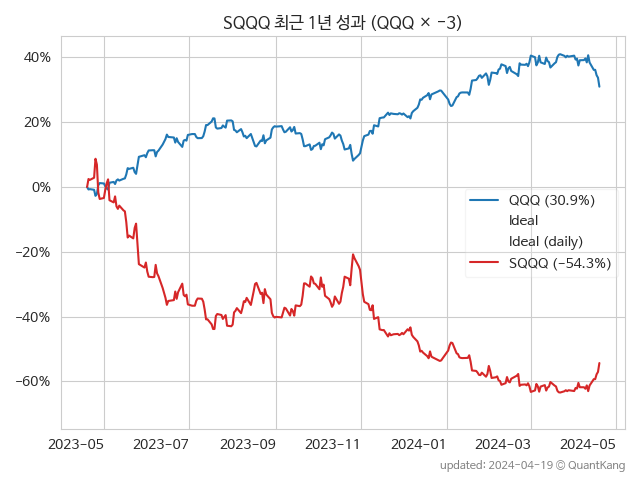 SQQQ 최근 1년 성과 (QQQ × −3)
40%
20%
0%
−20%
−40%
−60%
QQQ (30.9%)
Ideal
Ideal (daily)
SQQQ (−54.3%)
2023-05 2023-07 2023-09 2023-11 2024-01 2024-03 2024-05
updated: 2024-04-19 © QuantKang